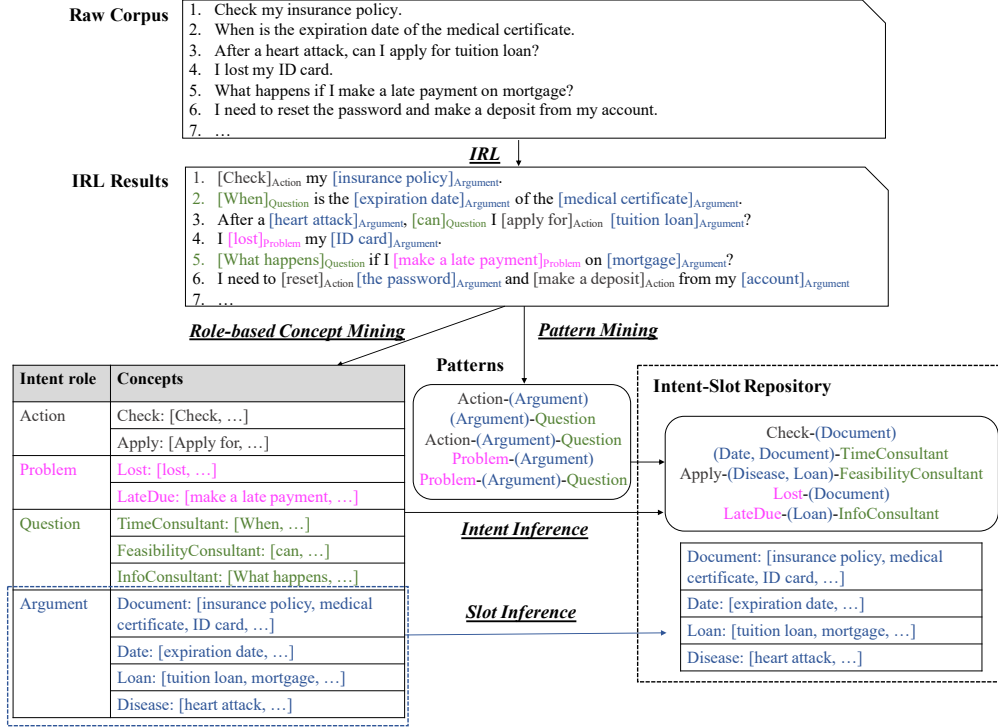 Raw Corpus
1. Check my insurance policy.
2. When is the expiration date of the medical certificate.
3. After a heart attack, can I apply for tuition loan?
4. I lost my ID card.
5. What happens if I make a late payment on mortgage?
6. I need to reset the password and make a deposit from my account.
7. …
IRL
IRL Results
1. [Check]Action my [insurance policy]Argument.
2. [When]Question is the [expiration date]Argument of the [medical certificate]Argument.
3. After a [heart attack]Argument, [can]Question I [apply for]Action [tuition loan]Argument?
4. I [lost]Problem my [ID card]Argument.
5. [What happens]Question if I [make a late payment]Problem on [mortgage]Argument?
6. I need to [reset]Action [the password]Argument and [make a deposit]Action from my [account]Argument
7. …
Role-based Concept Mining
Pattern Mining
Intent role Concepts
Action Check: [Check, …]
Apply: [Apply for, …]
Problem Lost: [lost, …]
LateDue: [make a late payment, …]
Question TimeConsultant: [When, …]
FeasibilityConsultant: [can, …]
InfoConsultant: [What happens, …]
Argument Document: [insurance policy, medical
certificate, ID card, …]
Date: [expiration date, …]
Loan: [tuition loan, mortgage, …]
Disease: [heart attack, …]
Patterns
Action-(Argument)
(Argument)-Question
Action-(Argument)-Question
Problem-(Argument)
Problem-(Argument)-Question
Intent Inference
Slot Inference
Intent-Slot Repository
Check-(Document)
(Date, Document)-TimeConsultant
Apply-(Disease, Loan)-FeasibilityConsultant
Lost-(Document)
LateDue-(Loan)-InfoConsultant
Document: [insurance policy, medical
certificate, ID card, …]
Date: [expiration date, …]
Loan: [tuition loan, mortgage, …]
Disease: [heart attack, …]